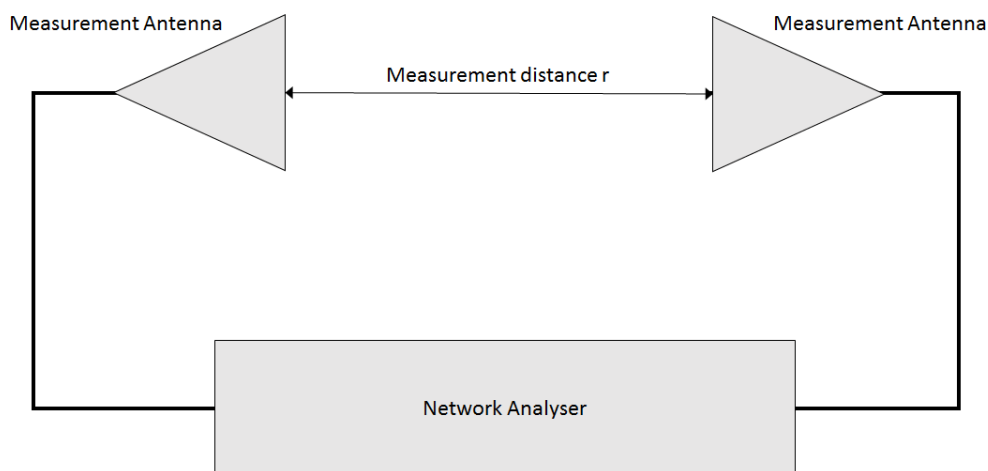 Measurement Antenna
Measurement Antenna
Measurement distance r
Network Analyser